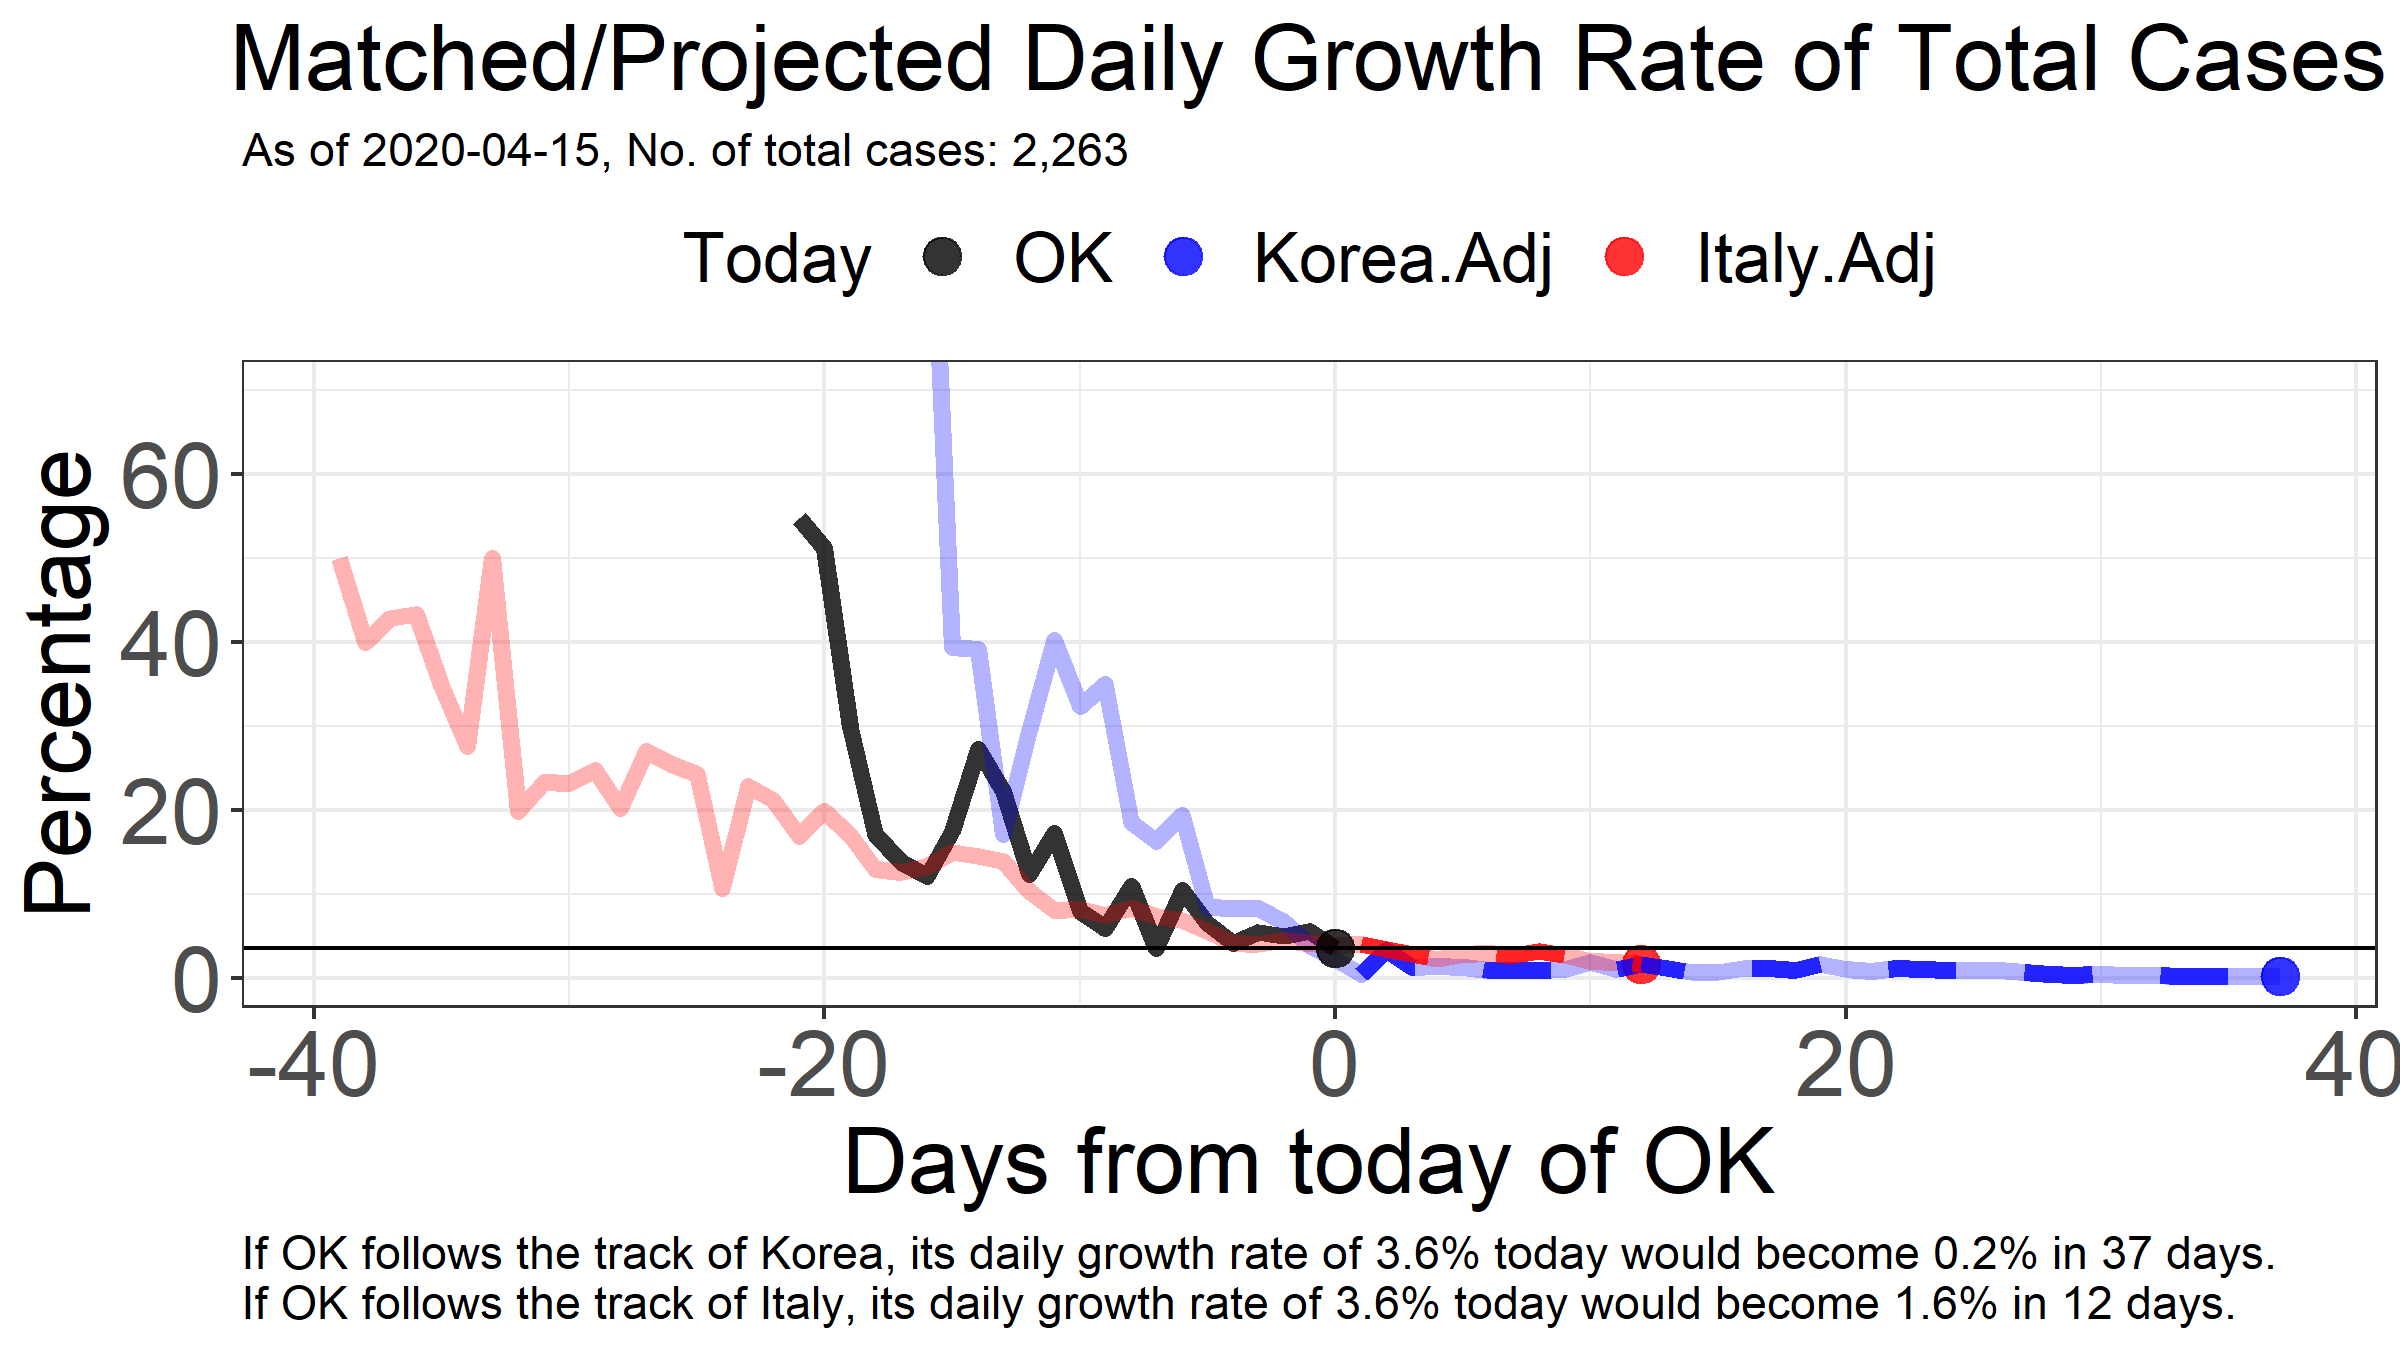 Matched/Projected Daily Growth Rate of Total Cases
As of 2020-04-15, No. of total cases: 2,263
Today OK Korea.Adj Italy.Adj
Percentage
60
40
20
0
-40 -20 0 20 40
Days from today of OK
If OK follows the track of Korea, its daily growth rate of 3.6% today would become 0.2% in 37 days.
If OK follows the track of Italy, its daily growth rate of 3.6% today would become 1.6% in 12 days.